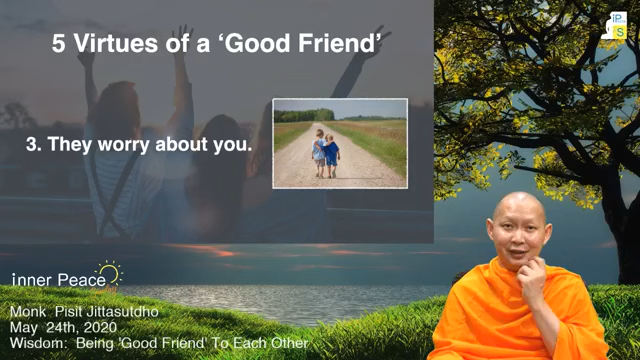 5 Virtues of a ‘Good Friend’
iP
S
3. They worry about you.
inner Peace
Monk Pisit Jittasutdho
May 24th, 2020
Wisdom: Being 'Good Friend' To Each Other